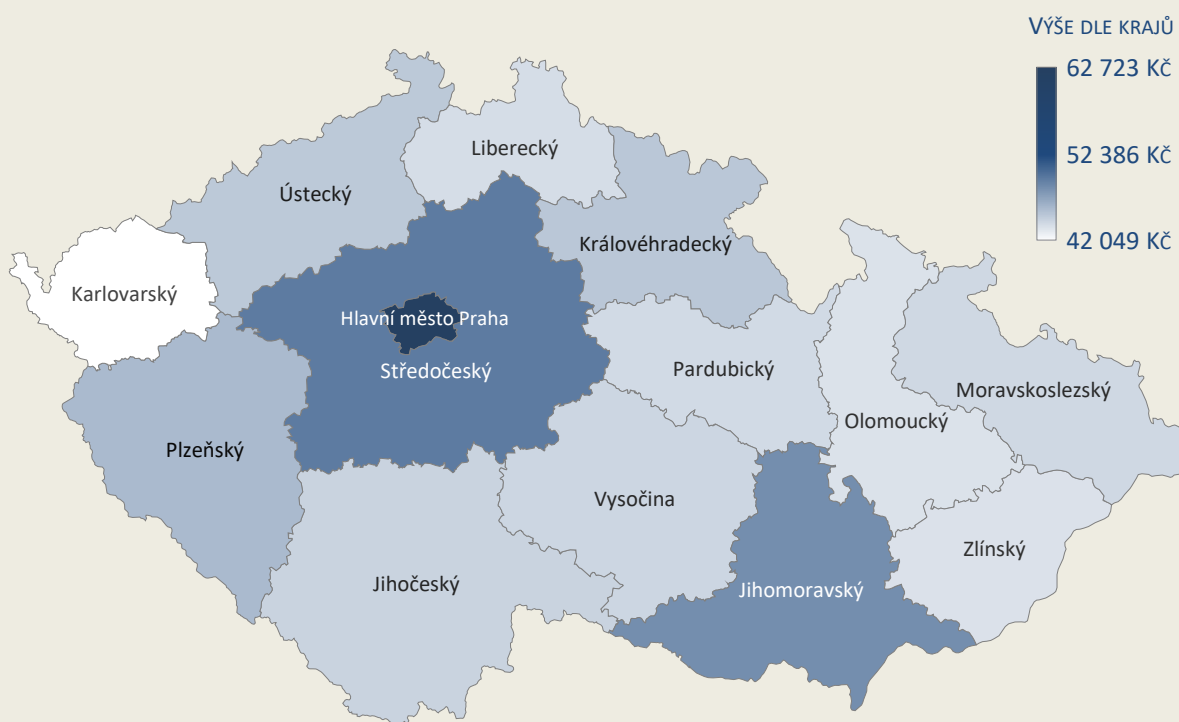 VÝŠE DLE KRAJŮ
62 723 Kč
52 386 Kč
42 049 Kč
Liberecký
Ústecký
Královéhradecký
Karlovarský
Hlavní město Praha
Středočeský
Pardubický
Moravskoslezský
Olomoucký
Plzeňský
Vysočina
Zlínský
Jihočeský
Jihomoravský